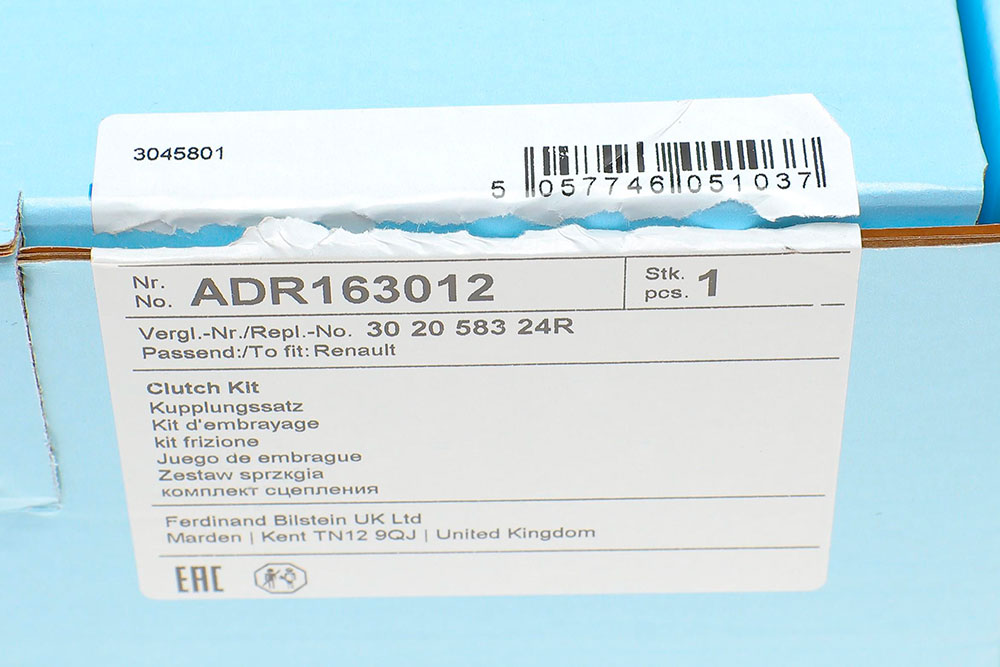 3045801
5 057746 051037
Nr.
No. ADR163012
Stk.
pcs. 1
Vergl.-Nr./Repl.-No. 30 20 583 24R
Passend:/To fit: Renault
Clutch Kit
Kupplungssatz
Kit d'embrayage
kit frizione
Juego de embrague
Zestaw sprzкgіa
комплект сцепления
Ferdinand Bilstein UK Ltd
Marden | Kent TN12 9QJ | United Kingdom
EAC